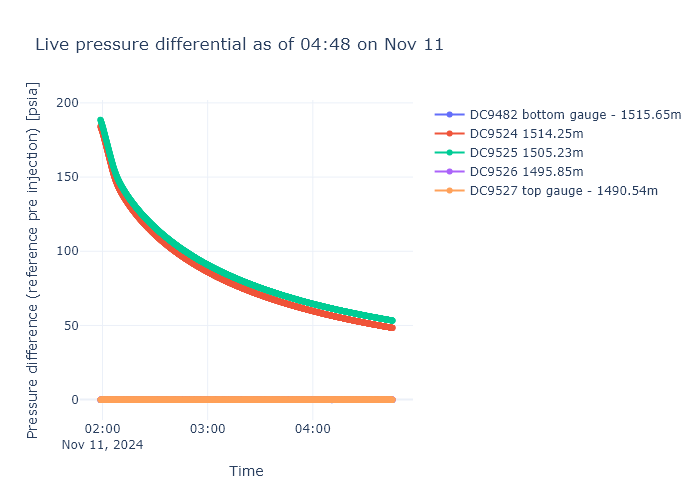 Live pressure differential as of 04:48 on Nov 11
Pressure difference (reference pre injection) [psia]
200
150
100
50
0
02:00
Nov 11, 2024
03:00
04:00
Time
DC9482 bottom gauge - 1515.65m
DC9524 1514.25m
DC9525 1505.23m
DC9526 1495.85m
DC9527 top gauge - 1490.54m